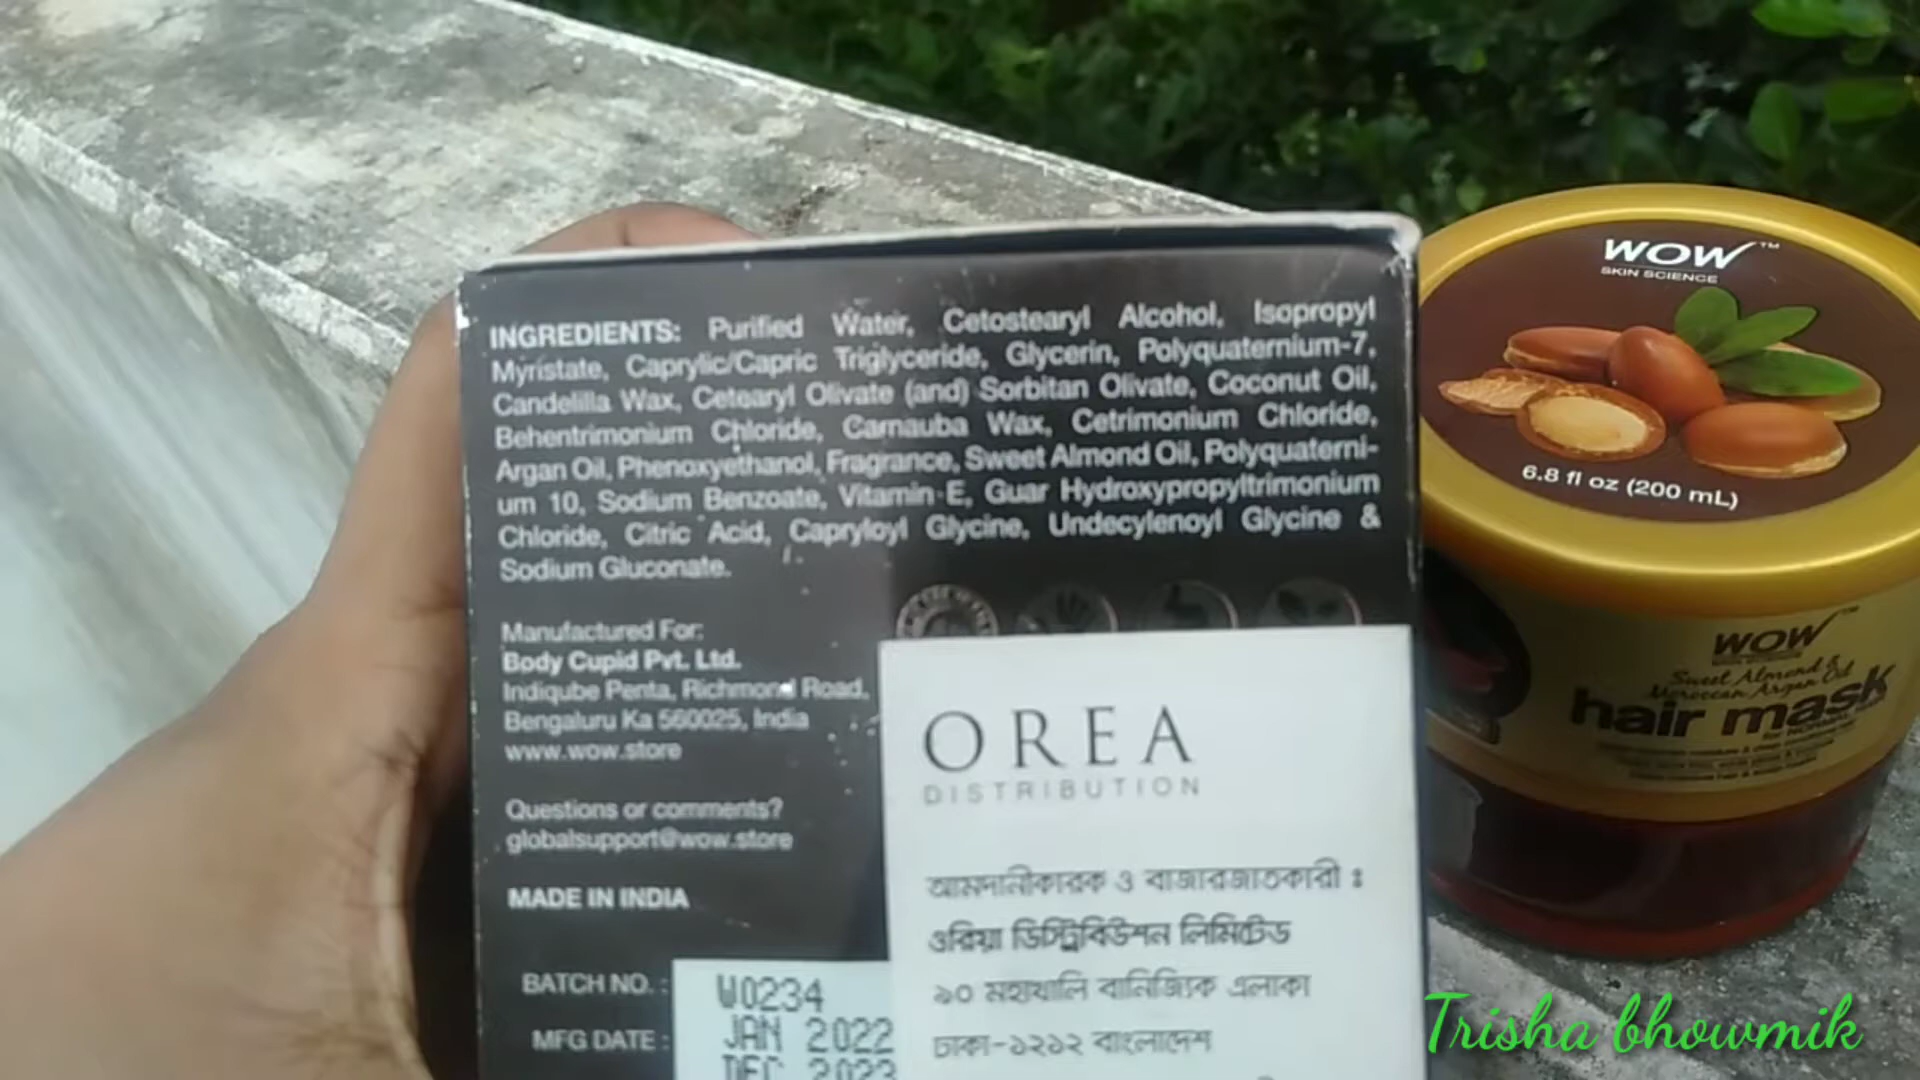 INGREDIENTS: Purified Water, Cetostearyl Alcohol, Isopropyl
Myristate, Caprylic/Capric Triglyceride, Glycerin, Polyquaternium-7,
Candelilla Wax, Cetearyl Olivate (and) Sorbitan Olivate, Coconut Oil,
Behentrimonium Chloride, Carnauba Wax, Cetrimonium Chloride,
Argan Oil, Phenoxyethanol, Fragrance, Sweet Almond Oil, Polyquaterni-
um 10, Sodium Benzoate, Vitamin E, Guar Hydroxypropyltrimonium
Chloride, Citric Acid, Capryloyl Glycine, Undecylenoyl Glycine &
Sodium Gluconate.
Manufactured For:
Body Cupid Pvt. Ltd.
Indiqube Penta, Richmond Road,
Bengaluru Ka 560025, India
www.wow.store
Questions or comments?
globalsupport@wow.store
MADE IN INDIA
BATCH NO. : W0234
MFG DATE : JAN 2022
DEC 2023
OREA
DISTRIBUTION
আমদানীকারক ও বাজারজাতকারী :
ওরিয়া ডিস্ট্রিবিউশন লিমিটেড
৯০ মহাখালি বানিজ্যিক এলাকা
ঢাকা-১২১২ বাংলাদেশ
WOW™
SKIN SCIENCE
6.8 fl oz (200 mL)
WOW™
Sweet Almond &
Moroccan Argan Oil
hair mask
Trisha bhowmik